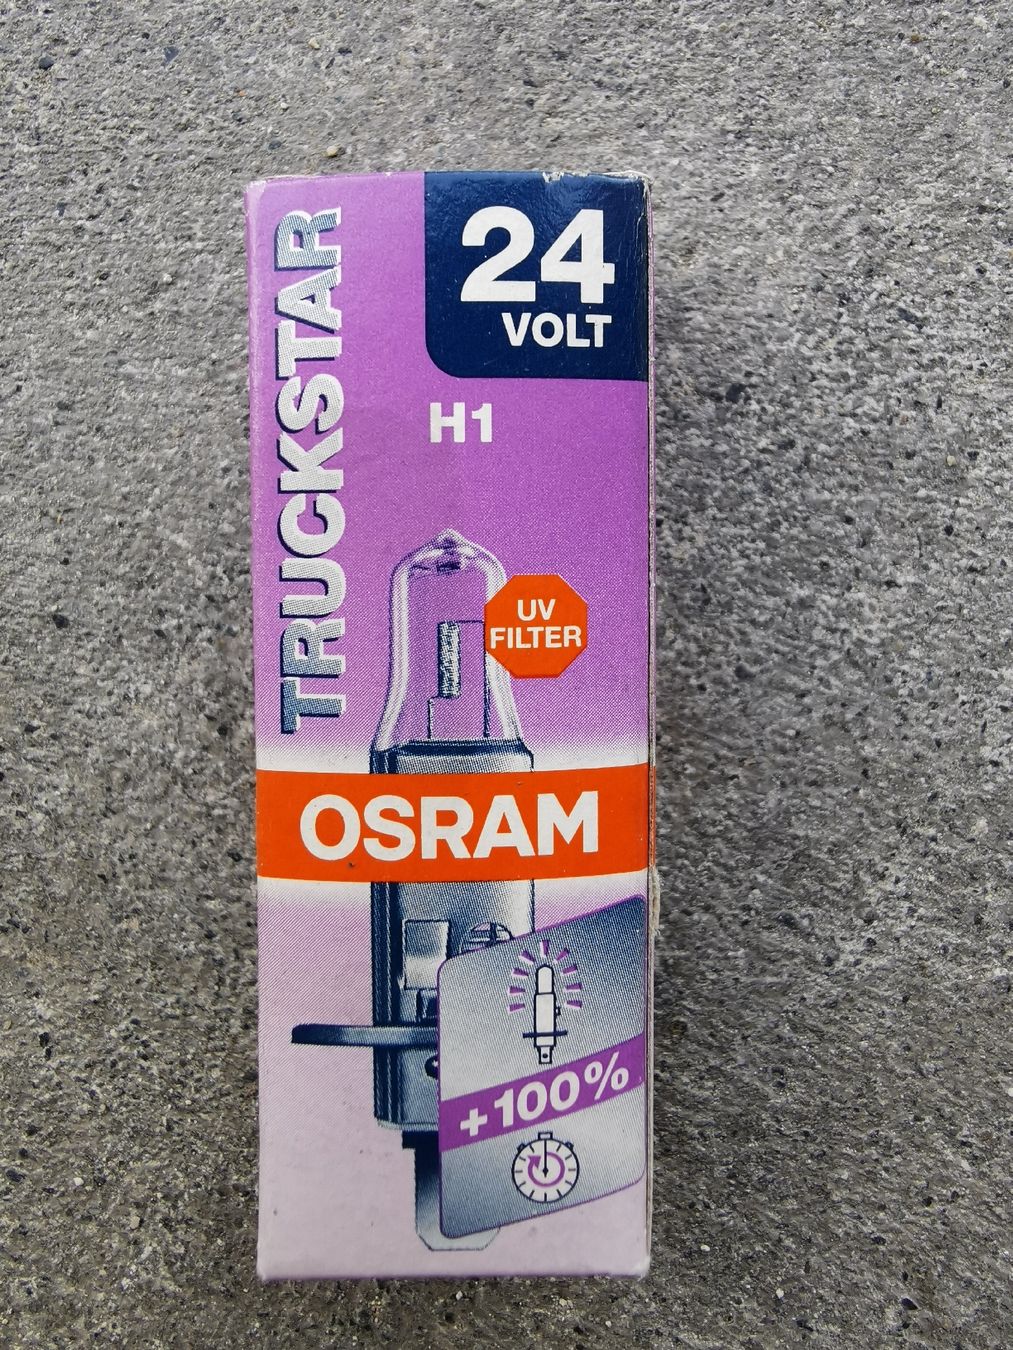 TRUCKSTAR
24
VOLT
H1
UV
FILTER
OSRAM
+100%